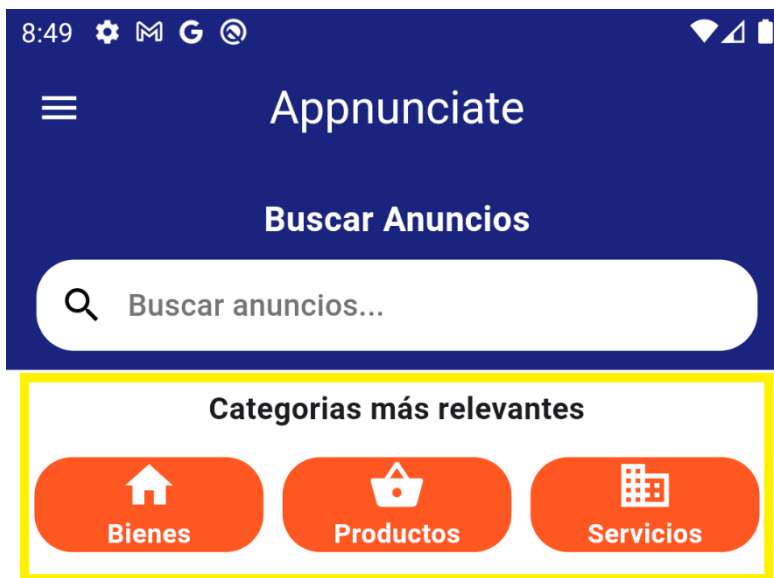 8:49
Appnunciate
Buscar Anuncios
Buscar anuncios...
Categorias más relevantes
Bienes Productos Servicios